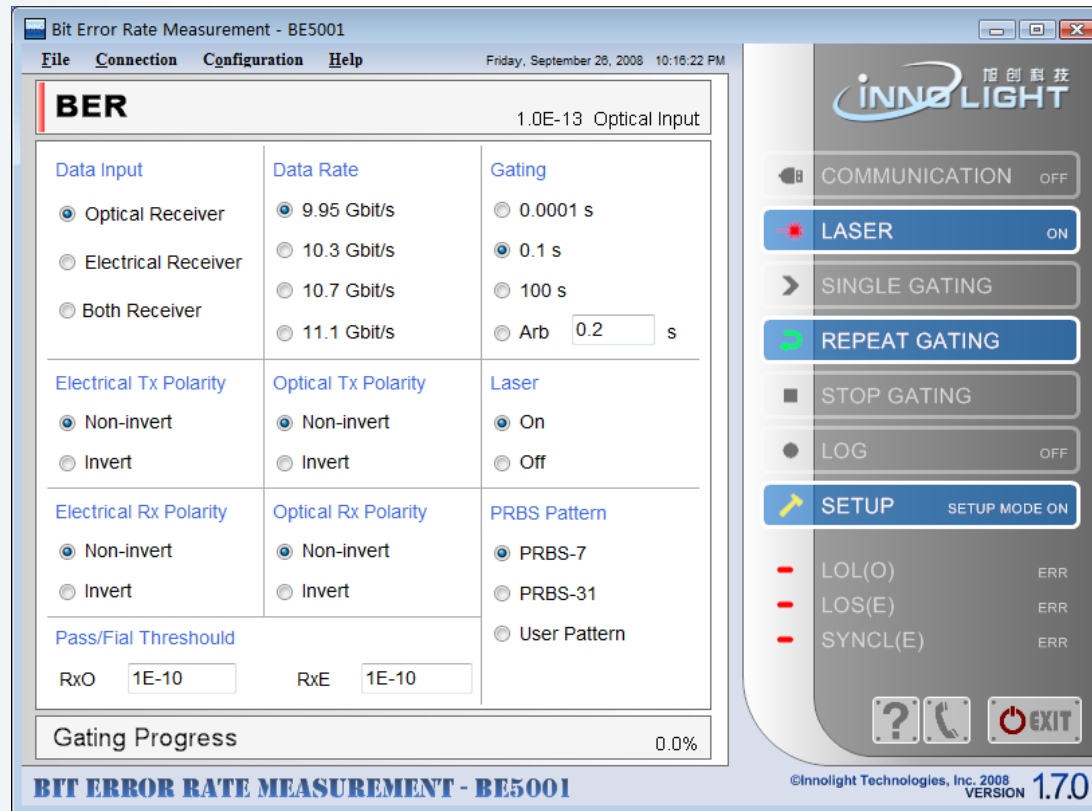 Bit Error Rate Measurement - BE5001
File Connection Configuration Help Friday, September 26, 2008 10:16:22 PM
BER
1.0E-13 Optical Input
Data Input
Optical Receiver
Electrical Receiver
Both Receiver
Data Rate
9.95 Gbit/s
10.3 Gbit/s
10.7 Gbit/s
11.1 Gbit/s
Gating
0.0001 s
0.1 s
100 s
Arb 0.2 s
Electrical Tx Polarity
Non-invert
Invert
Optical Tx Polarity
Non-invert
Invert
Laser
On
Off
Electrical Rx Polarity
Non-invert
Invert
Optical Rx Polarity
Non-invert
Invert
PRBS Pattern
PRBS-7
PRBS-31
User Pattern
Pass/Fial Threshould
RxO 1E-10 RxE 1E-10
Gating Progress 0.0%
BIT ERROR RATE MEASUREMENT - BE5001
旭创科技
INNOLIGHT
COMMUNICATION OFF
LASER ON
SINGLE GATING
REPEAT GATING
STOP GATING
LOG OFF
SETUP SETUP MODE ON
LOL(O) ERR
LOS(E) ERR
SYNCL(E) ERR
? EXIT
©Innolight Technologies, Inc. 2008
VERSION 1.7.0